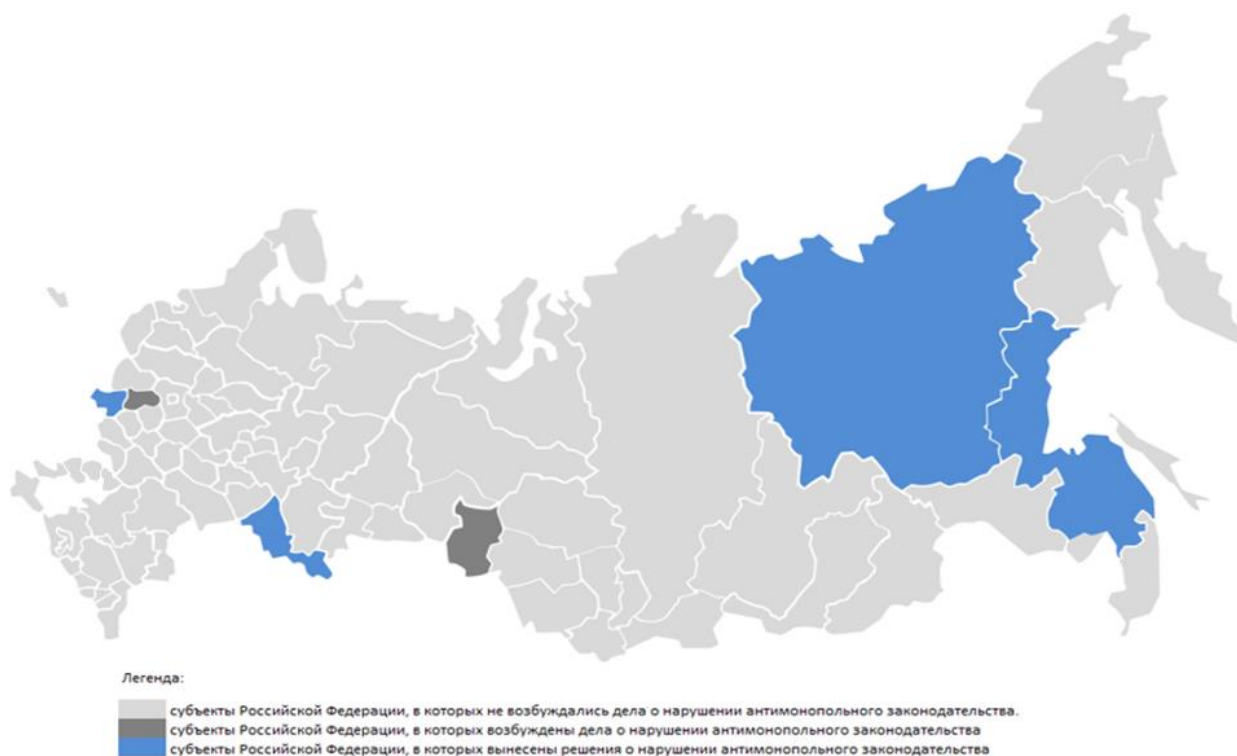 Легенда:
субъекты Российской Федерации, в которых не возбуждались дела о нарушении антимонопольного законодательства.
субъекты Российской Федерации, в которых возбуждены дела о нарушении антимонопольного законодательства
субъекты Российской Федерации, в которых вынесены решения о нарушении антимонопольного законодательства